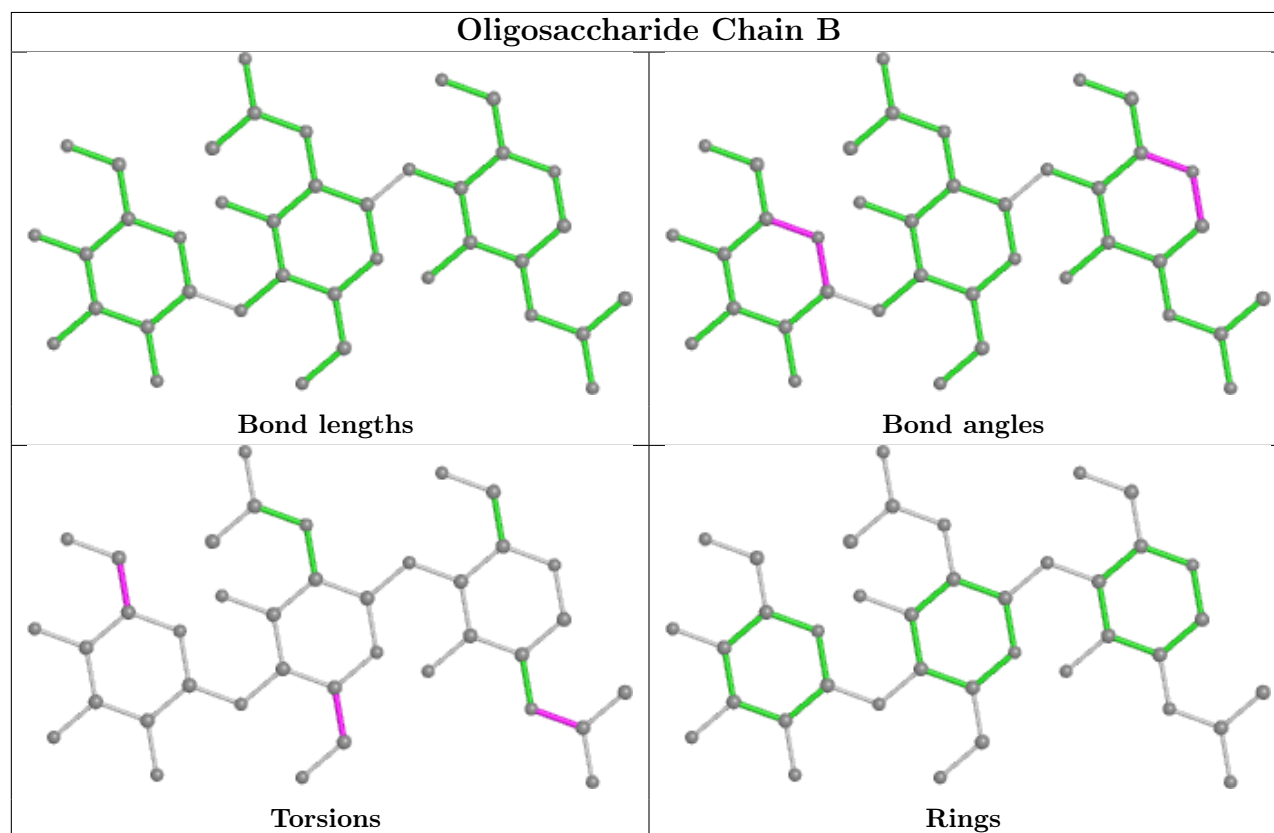 Oligosaccharide Chain B
Bond lengths
Bond angles
Torsions
Rings